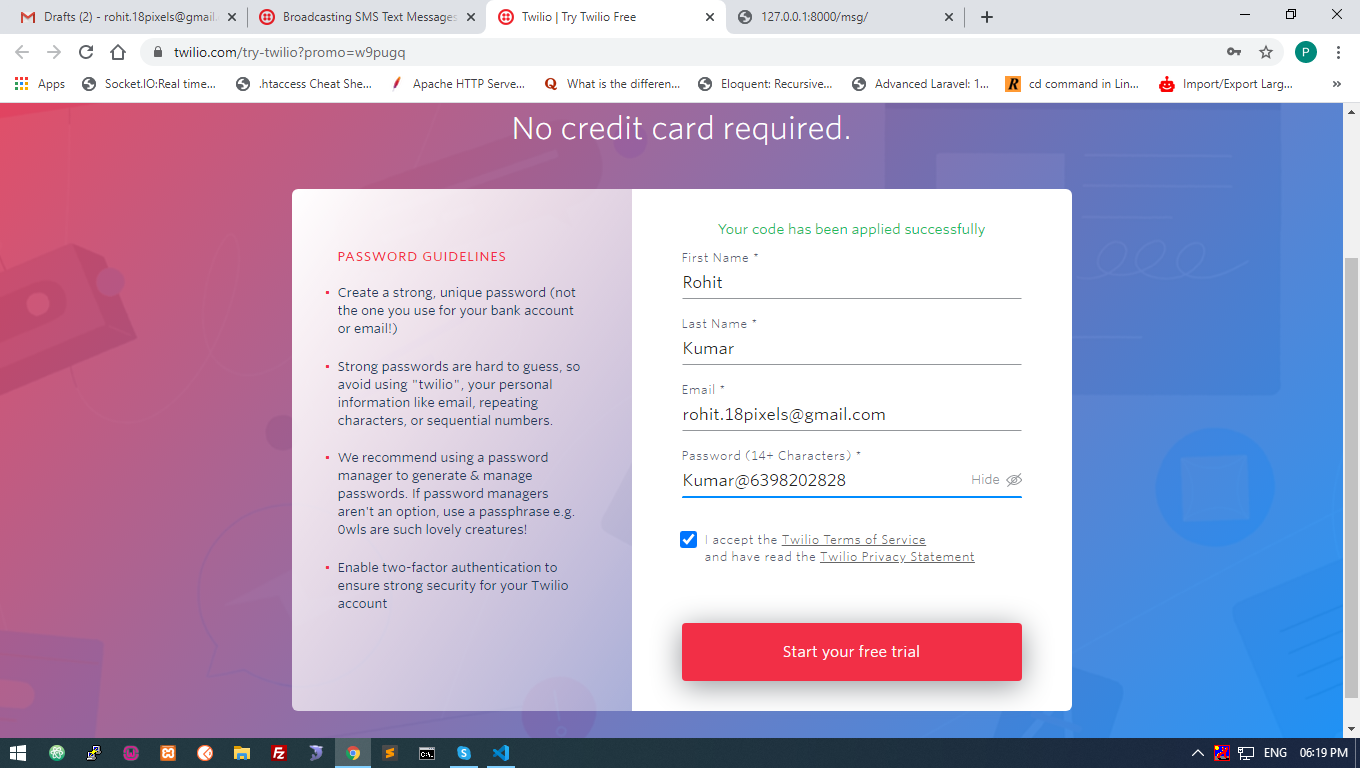 Drafts (2) - rohit.18pixels@gmail.
Broadcasting SMS Text Messages
Twilio | Try Twilio Free
127.0.0.1:8000/msg/
twilio.com/try-twilio?promo=w9pugq
P
Apps
Socket.IO:Real time...
.htaccess Cheat She...
Apache HTTP Serve...
What is the differen...
Eloquent: Recursive...
Advanced Laravel: 1...
cd command in Lin...
Import/Export Larg...
»
No credit card required.
PASSWORD GUIDELINES
• Create a strong, unique password (not
the one you use for your bank account
or email!)
• Strong passwords are hard to guess, so
avoid using "twilio", your personal
information like email, repeating
characters, or sequential numbers.
• We recommend using a password
manager to generate & manage
passwords. If password managers
aren't an option, use a passphrase e.g.
0wls are such lovely creatures!
• Enable two-factor authentication to
ensure strong security for your Twilio
account
Your code has been applied successfully
First Name *
Rohit
Last Name *
Kumar
Email *
rohit.18pixels@gmail.com
Password (14+ Characters) *
Kumar@6398202828
Hide
I accept the Twilio Terms of Service
and have read the Twilio Privacy Statement
Start your free trial
ENG
06:19 PM